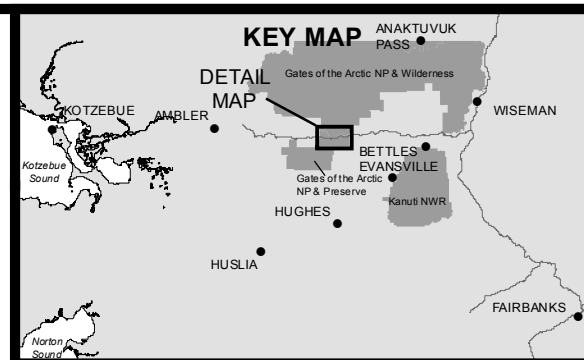 KEY MAP
ANAKTUVUK
PASS
Gates of the Arctic NP & Wilderness
DETAIL
MAP
WISEMAN
KOTZEBUE
AMBLER
Kotzebue
Sound
BETTLES
EVANSVILLE
Gates of the Arctic
NP & Preserve
Kanuti NWR
HUGHES
HUSLIA
FAIRBANKS
Norton
Sound